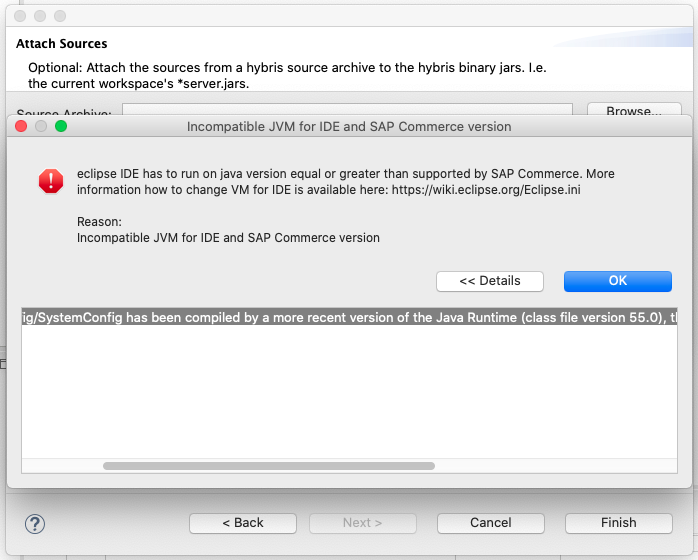 Attach Sources
Optional: Attach the sources from a hybris source archive to the hybris binary jars. I.e.
the current workspace's *server.jars.
Source Archive:
Browse...
Incompatible JVM for IDE and SAP Commerce version
eclipse IDE has to run on java version equal or greater than supported by SAP Commerce. More
information how to change VM for IDE is available here: https://wiki.eclipse.org/Eclipse.ini
Reason:
Incompatible JVM for IDE and SAP Commerce version
<< Details
OK
ig/SystemConfig has been compiled by a more recent version of the Java Runtime (class file version 55.0), th
?
< Back
Next >
Cancel
Finish